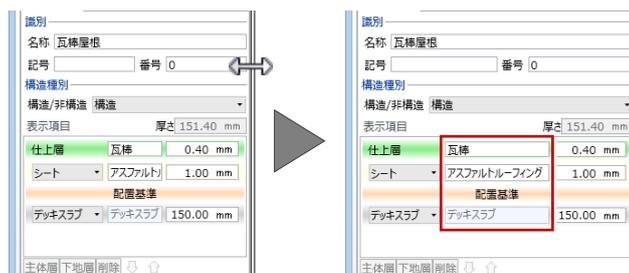 識別
名称 瓦棒屋根
記号 番号 0
構造種別
構造/非構造 構造
表示項目 厚さ 151.40 mm
仕上層 瓦棒 0.40 mm
シート アスファルト 1.00 mm
配置基準
デッキスラブ デッキスラブ 150.00 mm
主体層 下地層 削除
識別
名称 瓦棒屋根
記号 番号 0
構造種別
構造/非構造 構造
表示項目 厚さ 151.40 mm
仕上層 瓦棒 0.40 mm
シート アスファルトルーフィング 1.00 mm
配置基準
デッキスラブ デッキスラブ 150.00 mm
主体層 下地層 削除